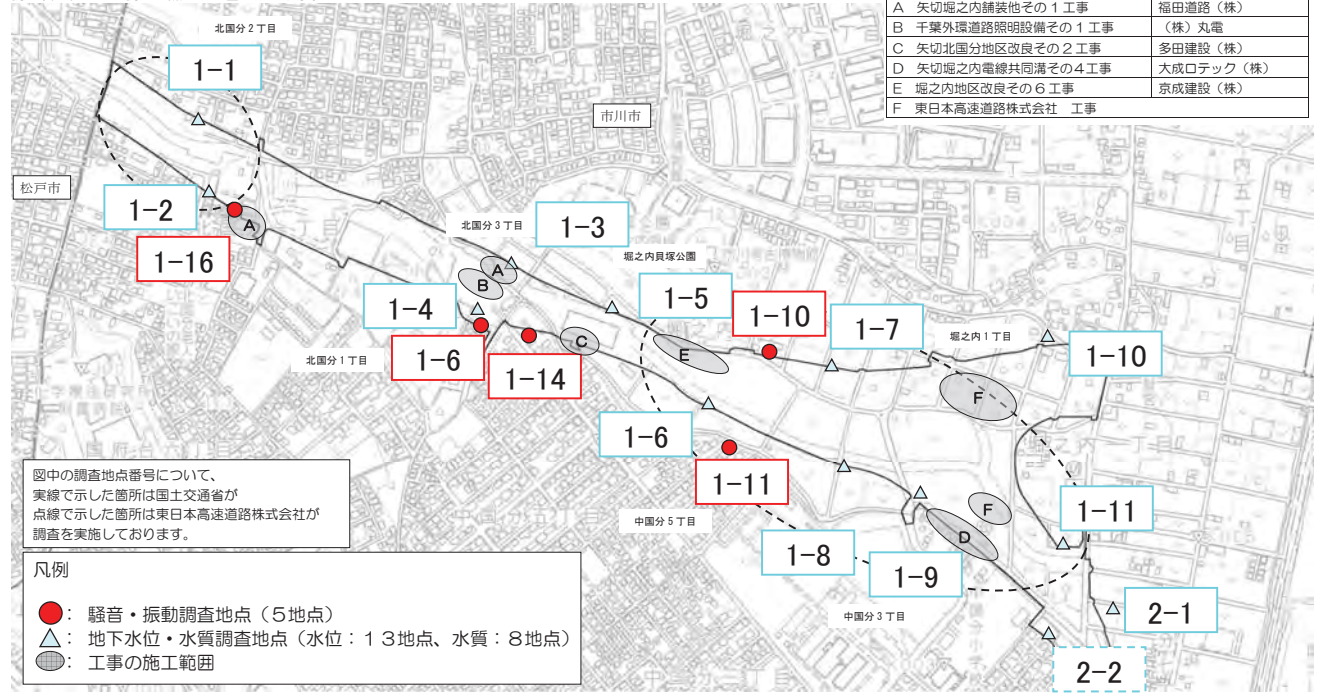 北国分2丁目
1-1
市川市
A 矢切堀之内舗装他その1工事 福田道路（株）
B 千葉外環道路照明設備その1工事 （株）丸電
C 矢切北国分地区改良その2工事 多田建設（株）
D 矢切堀之内電線共同溝その4工事 大成ロテック（株）
E 堀之内地区改良その6工事 京成建設（株）
F 東日本高速道路株式会社 工事
松戸市
1-2
A
1-16
北国分3丁目
1-3
A
B
堀之内貝塚公園
1-4
1-5
1-10
1-7
堀之内1丁目
1-10
北国分1丁目
1-6
1-14
C
E
F
1-6
1-11
中国分5丁目
F
1-11
D
1-8
1-9
中国分3丁目
2-1
2-2
図中の調査地点番号について、
実線で示した箇所は国土交通省が
点線で示した箇所は東日本高速道路株式会社が
調査を実施しております。
凡例
： 騒音・振動調査地点（5地点）
： 地下水位・水質調査地点（水位：13地点、水質：8地点）
： 工事の施工範囲